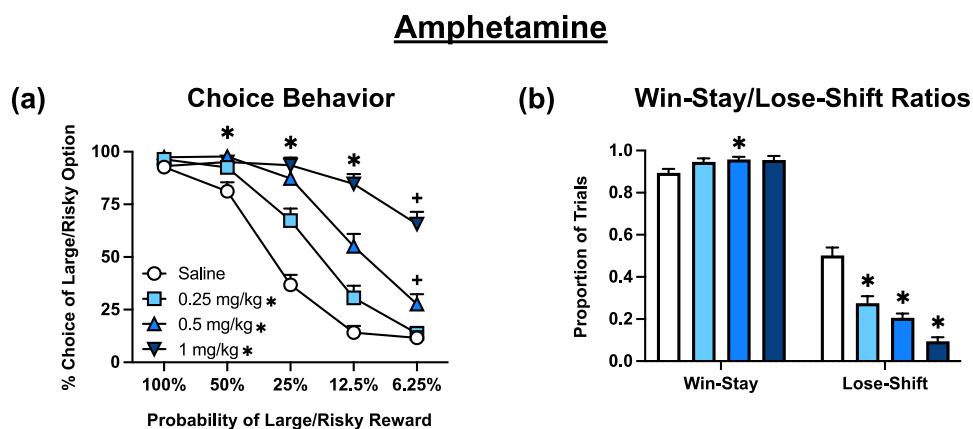 Amphetamine
(a)
Choice Behavior
% Choice of Large/Risky Option
100
75
50
25
0
* * * +
+
Saline
0.25 mg/kg *
0.5 mg/kg *
1 mg/kg *
100% 50% 25% 12.5% 6.25%
Probability of Large/Risky Reward
(b)
Win-Stay/Lose-Shift Ratios
Proportion of Trials
1.0
0.8
0.6
0.4
0.2
0.0
*
* * *
Win-Stay Lose-Shift